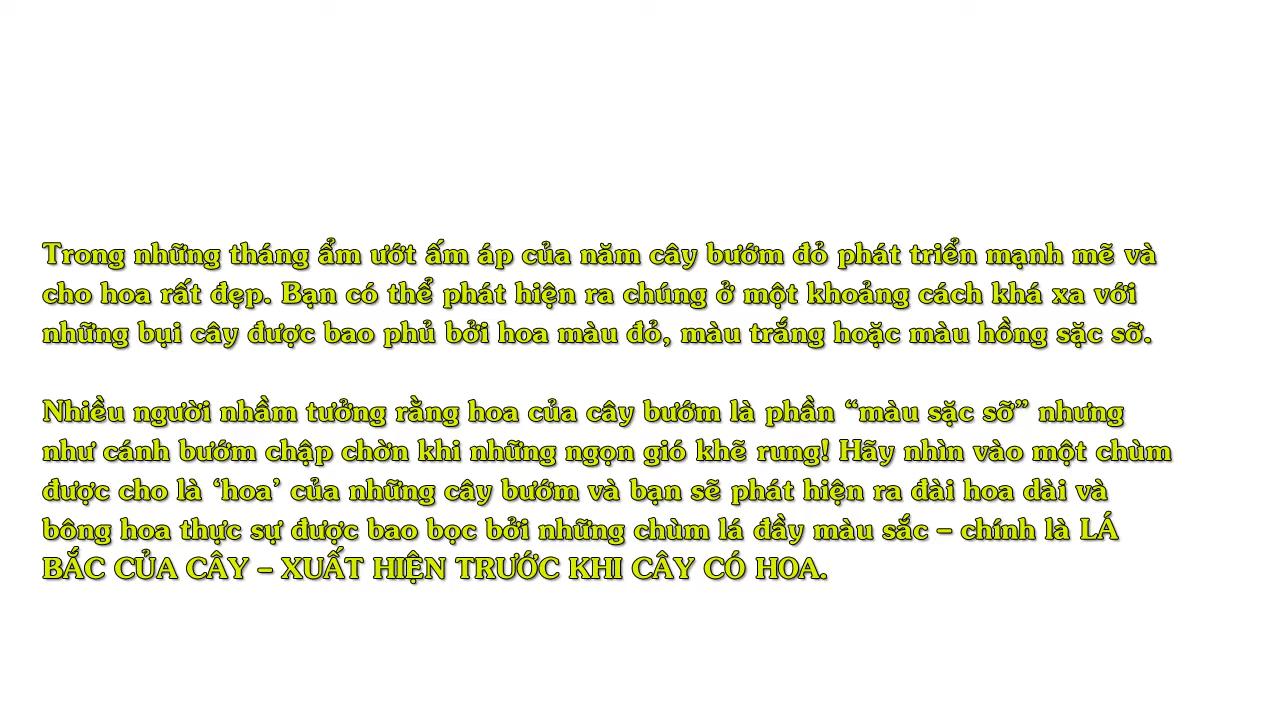 Trong những tháng ẩm ướt ấm áp của năm cây bướm đỏ phát triển mạnh mẽ và
cho hoa rất đẹp. Bạn có thể phát hiện ra chúng ở một khoảng cách khá xa với
những bụi cây được bao phủ bởi hoa màu đỏ, màu trắng hoặc màu hồng sặc sỡ.
Nhiều người nhầm tưởng rằng hoa của cây bướm là phần “màu sặc sỡ” nhưng
như cánh bướm chập chờn khi những ngọn gió khẽ rung! Hãy nhìn vào một chùm
được cho là ‘hoa’ của những cây bướm và bạn sẽ phát hiện ra đài hoa dài và
bông hoa thực sự được bao bọc bởi những chùm lá đầy màu sắc – chính là LÁ
BẮC CỦA CÂY – XUẤT HIỆN TRƯỚC KHI CÂY CÓ HOA.